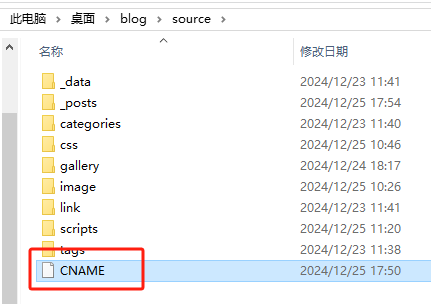 此电脑 > 桌面 > blog > source >
名称 修改日期
_data 2024/12/23 11:41
_posts 2024/12/25 17:54
categories 2024/12/23 11:40
css 2024/12/25 10:46
gallery 2024/12/24 18:17
image 2024/12/25 10:26
link 2024/12/23 11:41
scripts 2024/12/25 11:20
tags 2024/12/23 11:38
CNAME 2024/12/25 17:50